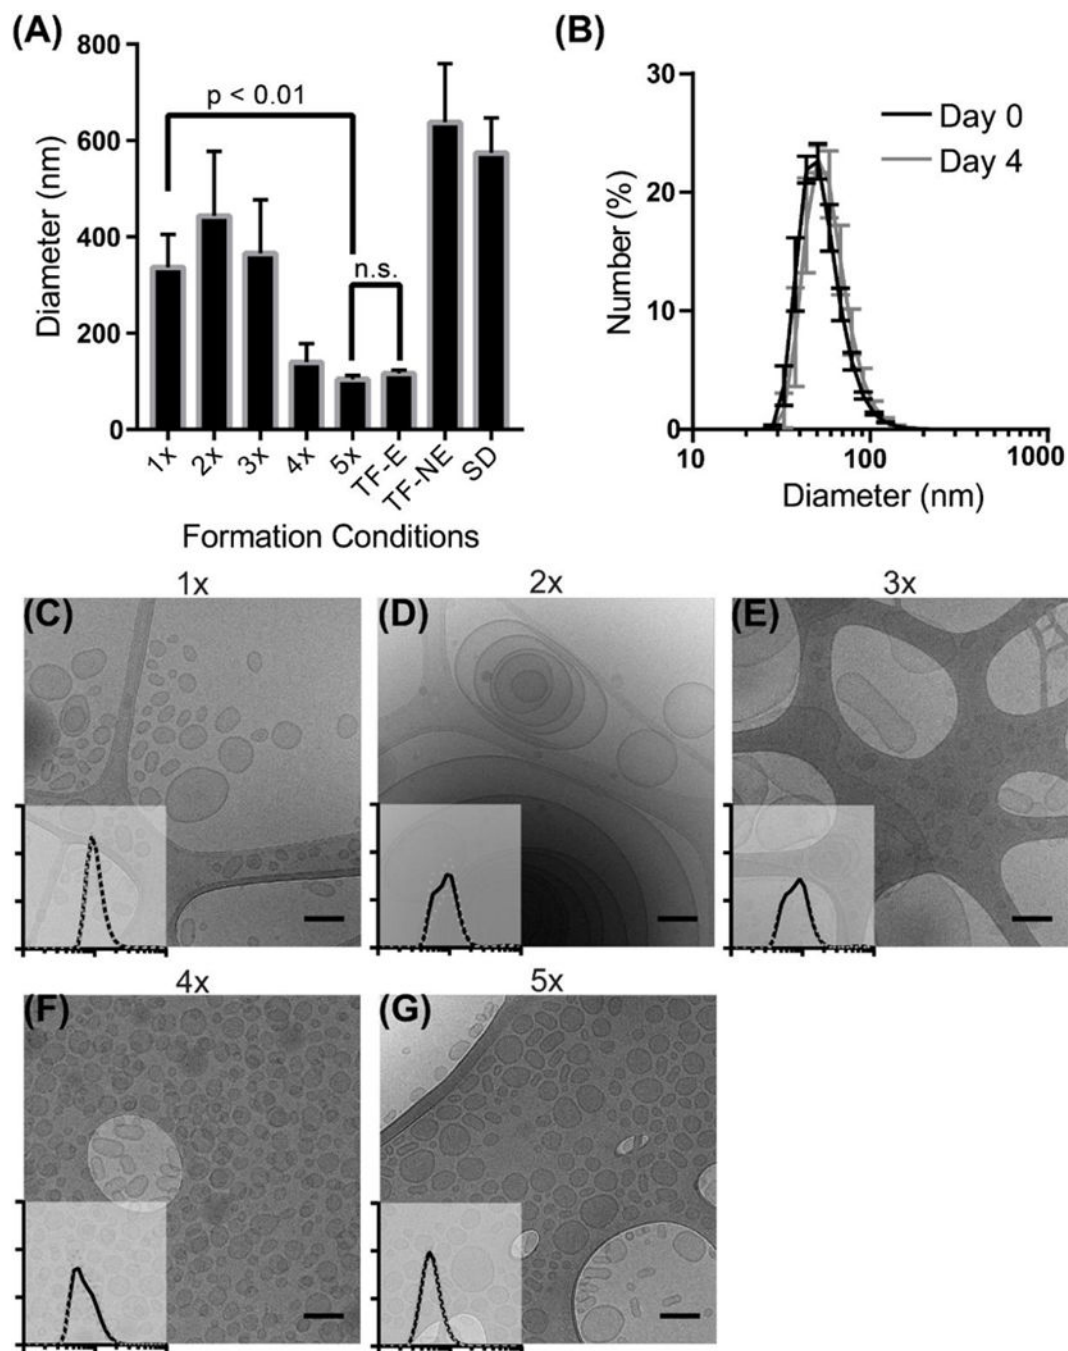 (A)
800
600
400
200
0
Diameter (nm)
p < 0.01
n.s.
1x
2x
3x
4x
5x
TF-E
TF-NE
SD
Formation Conditions
(B)
30
20
10
0
Number (%)
Day 0
Day 4
10
100
1000
Diameter (nm)
1x
2x
3x
(C)
(D)
(E)
4x
5x
(F)
(G)